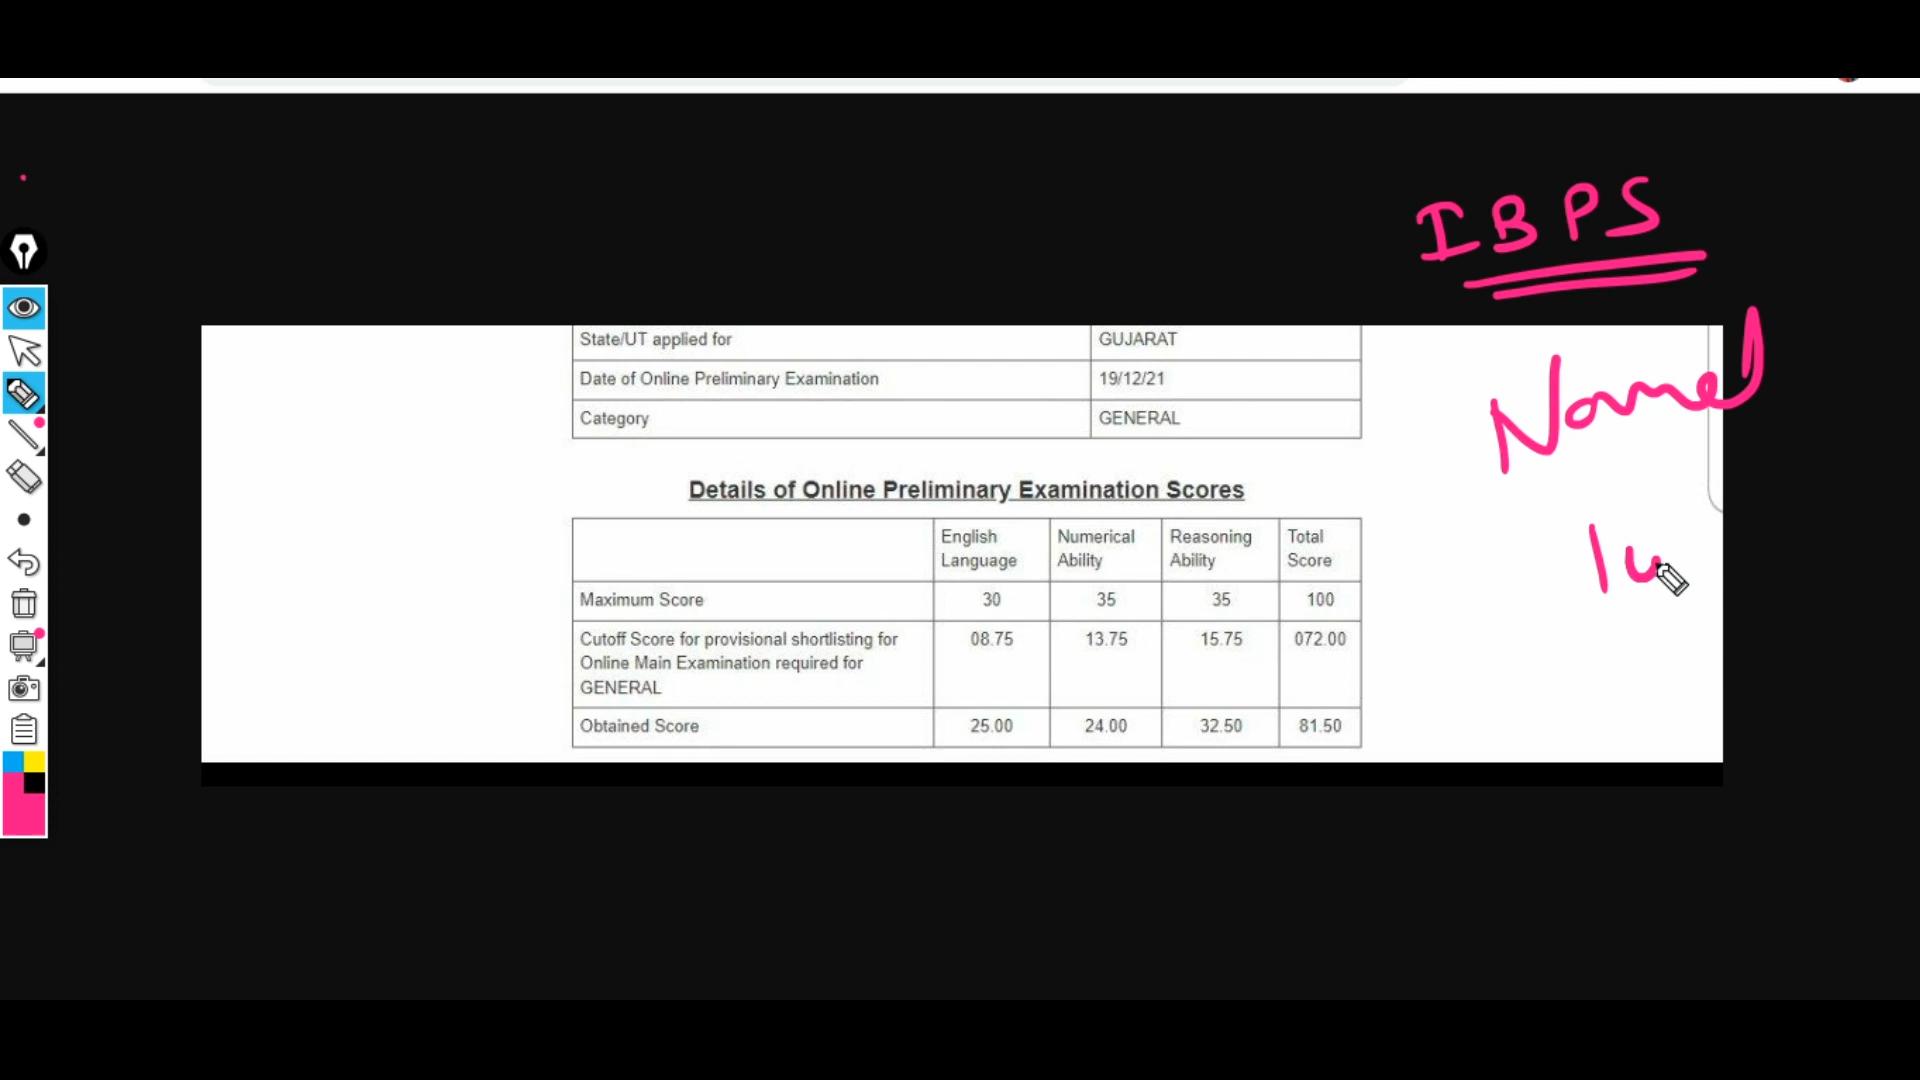 IBPS
State/UT applied for GUJARAT
Date of Online Preliminary Examination 19/12/21
Category GENERAL
Details of Online Preliminary Examination Scores
English Language Numerical Ability Reasoning Ability Total Score
Maximum Score 30 35 35 100
Cutoff Score for provisional shortlisting for Online Main Examination required for GENERAL 08.75 13.75 15.75 072.00
Obtained Score 25.00 24.00 32.50 81.50